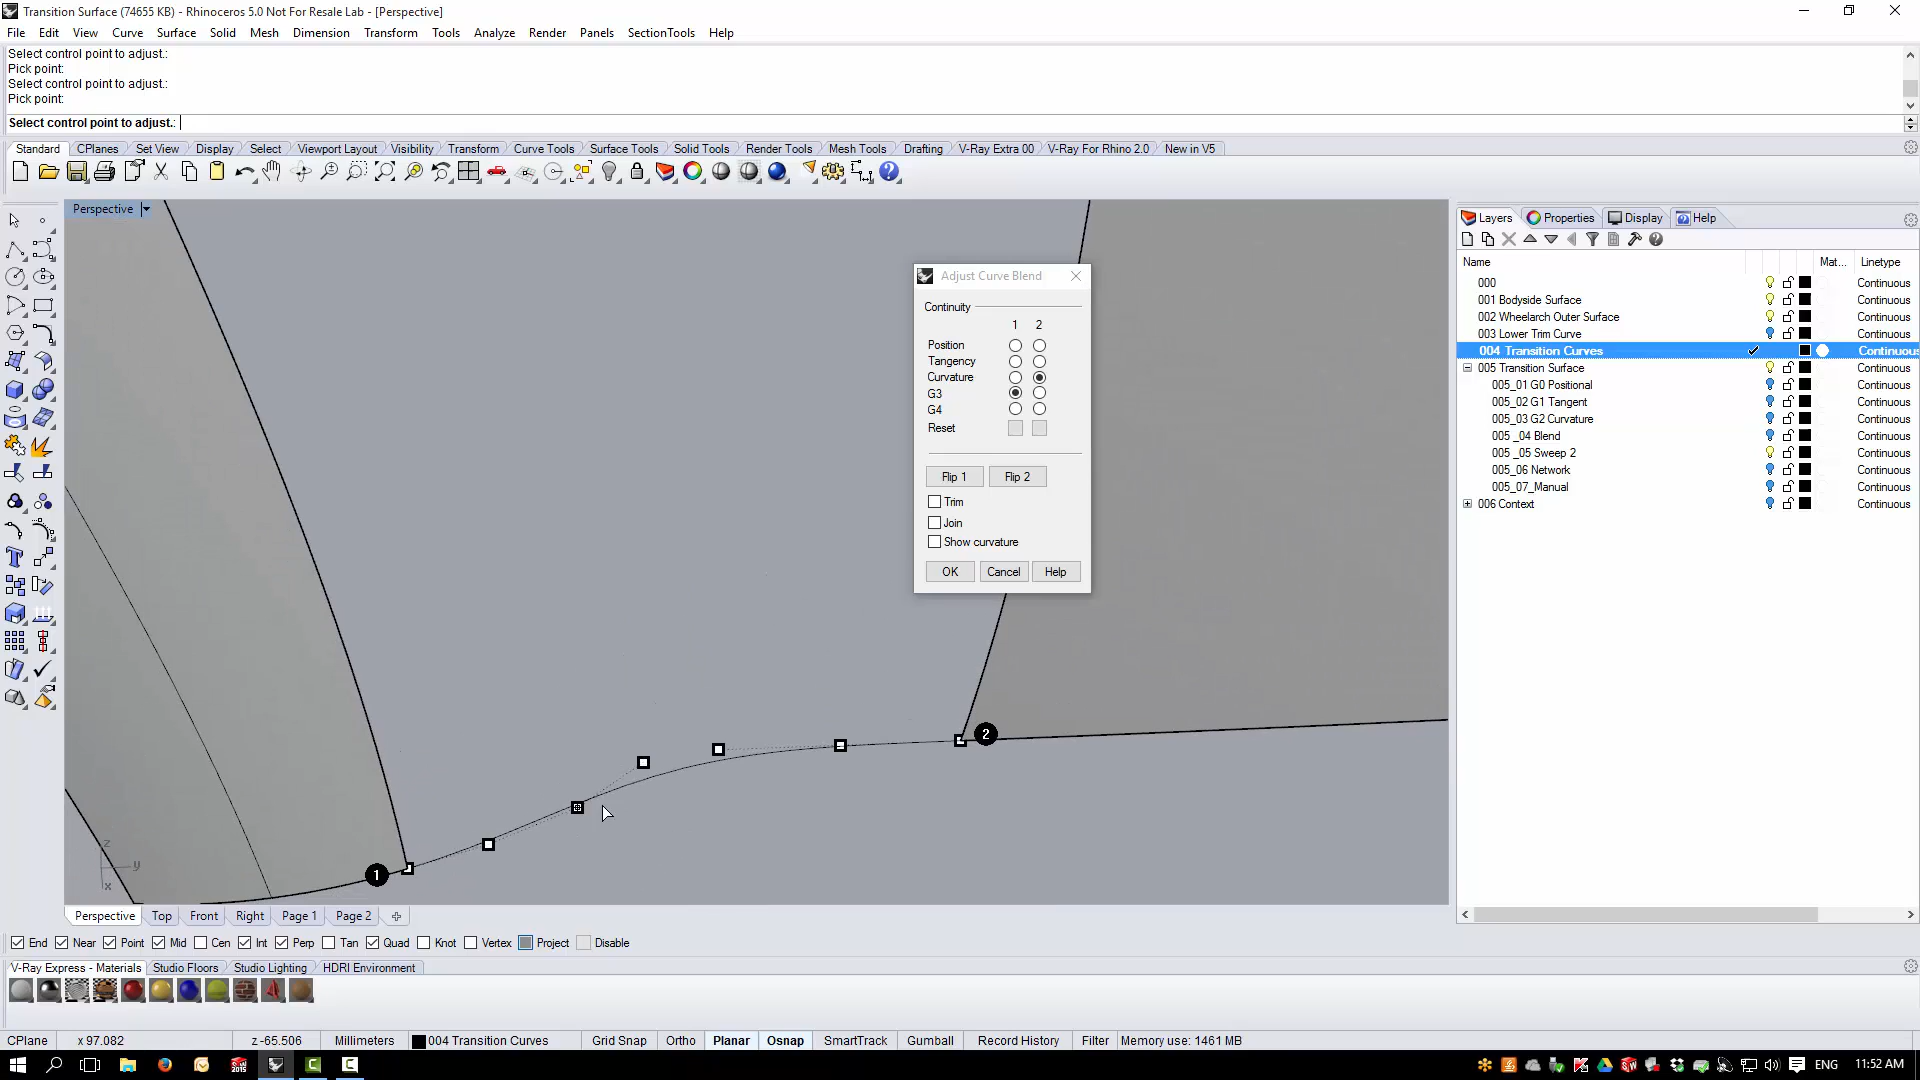 Transition Surface (74655 KB) - Rhinoceros 5.0 Not For Resale Lab - [Perspective]
File Edit View Curve Surface Solid Mesh Dimension Transform Tools Analyze Render Panels SectionTools Help
Select control point to adjust.:
Pick point:
Select control point to adjust.:
Pick point:
Select control point to adjust.:
Standard CPlanes Set View Display Select Viewport Layout Visibility Transform Curve Tools Surface Tools Solid Tools Render Tools Mesh Tools Drafting V-Ray Extra 00 V-Ray For Rhino 2.0 New in V5
Perspective
Adjust Curve Blend
Continuity
1 2
Position
Tangency
Curvature
G3
G4
Reset
Flip 1 Flip 2
Trim
Join
Show curvature
OK Cancel Help
1
2
z
y
x
Layers Properties Display Help
Name Mat... Linetype
000 Continuous
001 Bodyside Surface Continuous
002 Wheelarch Outer Surface Continuous
003 Lower Trim Curve Continuous
004 Transition Curves Continuous
005 Transition Surface Continuous
005_01 G0 Positional Continuous
005_02 G1 Tangent Continuous
005_03 G2 Curvature Continuous
005 _04 Blend Continuous
005 _05 Sweep 2 Continuous
005_06 Network Continuous
005_07_Manual Continuous
006 Context Continuous
Perspective Top Front Right Page 1 Page 2
End Near Point Mid Cen Int Perp Tan Quad Knot Vertex Project Disable
V-Ray Express - Materials Studio Floors Studio Lighting HDRI Environment
CPlane x 97.082 z -65.506 Millimeters 004 Transition Curves Grid Snap Ortho Planar Osnap SmartTrack Gumball Record History Filter Memory use: 1461 MB
ENG 11:52 AM